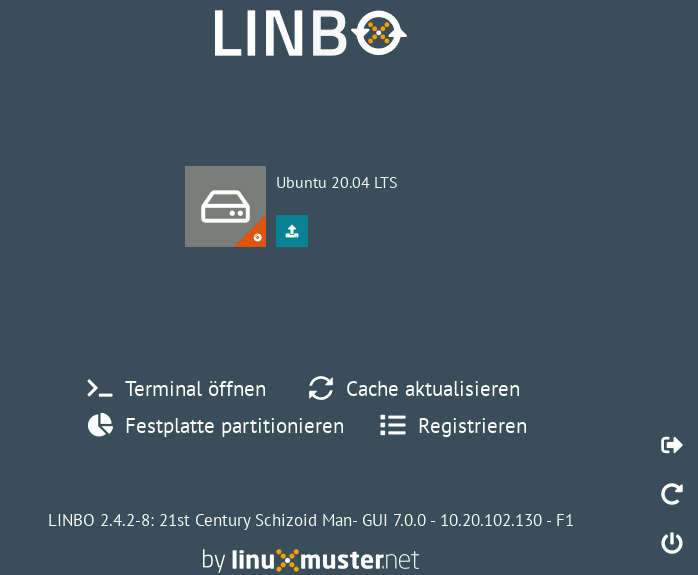 LINBO
Ubuntu 20.04 LTS
Terminal öffnen
Cache aktualisieren
Festplatte partitionieren
Registrieren
LINBO 2.4.2-8: 21st Century Schizoid Man- GUI 7.0.0 - 10.20.102.130 - F1
by linuxmuster.net